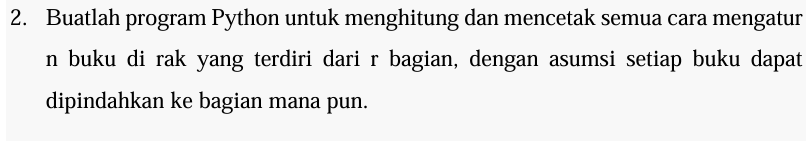 2. Buatlah program Python untuk menghitung dan mencetak semua cara mengatur
n buku di rak yang terdiri dari r bagian, dengan asumsi setiap buku dapat
dipindahkan ke bagian mana pun.